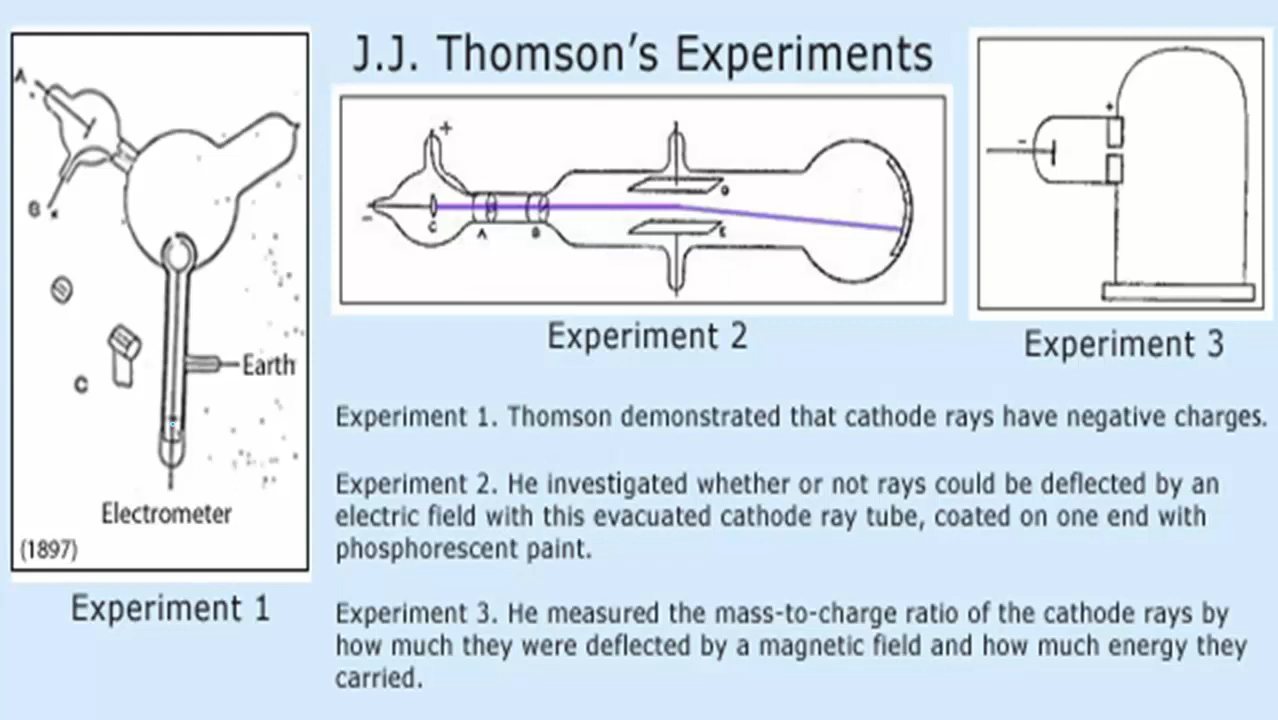 J.J. Thomson's Experiments
A
B
C
Earth
Electrometer
(1897)
Experiment 1
+
-
C
A
B
D
E
Experiment 2
+
-
Experiment 3
Experiment 1. Thomson demonstrated that cathode rays have negative charges.
Experiment 2. He investigated whether or not rays could be deflected by an
electric field with this evacuated cathode ray tube, coated on one end with
phosphorescent paint.
Experiment 3. He measured the mass-to-charge ratio of the cathode rays by
how much they were deflected by a magnetic field and how much energy they
carried.